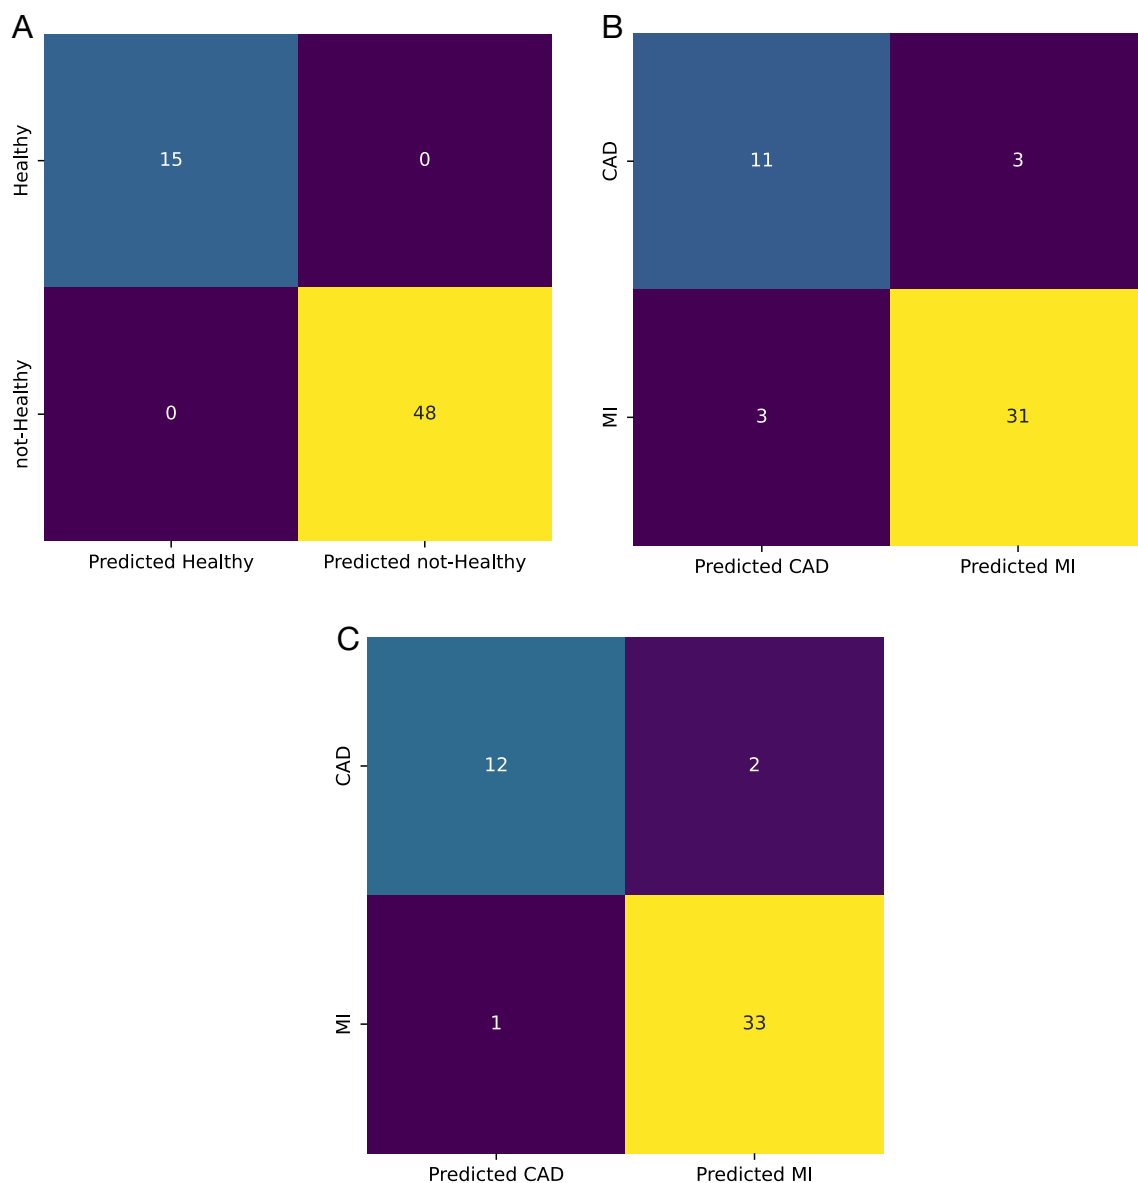 A
Healthy
15
0
not-Healthy
0
48
Predicted Healthy
Predicted not-Healthy
B
CAD
11
3
MI
3
31
Predicted CAD
Predicted MI
C
CAD
12
2
MI
1
33
Predicted CAD
Predicted MI